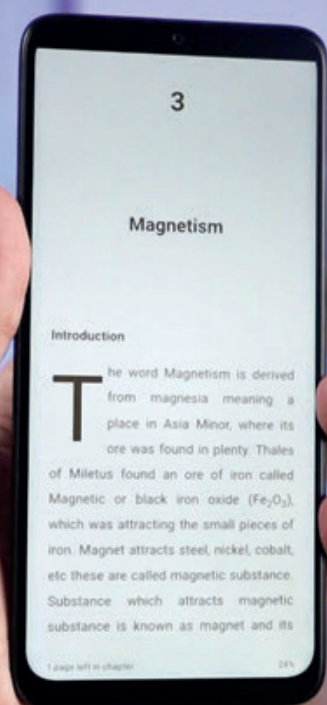 3
Magnetism
Introduction
The word Magnetism is derived
from magnesia meaning a
place in Asia Minor, where its
ore was found in plenty. Thales
of Miletus found an ore of iron called
Magnetic or black iron oxide (Fe₂O₃),
which was attracting the small pieces of
iron. Magnet attracts steel, nickel, cobalt,
etc these are called magnetic substance.
Substance which attracts magnetic
substance is known as magnet and its
1 page left in chapter 24%